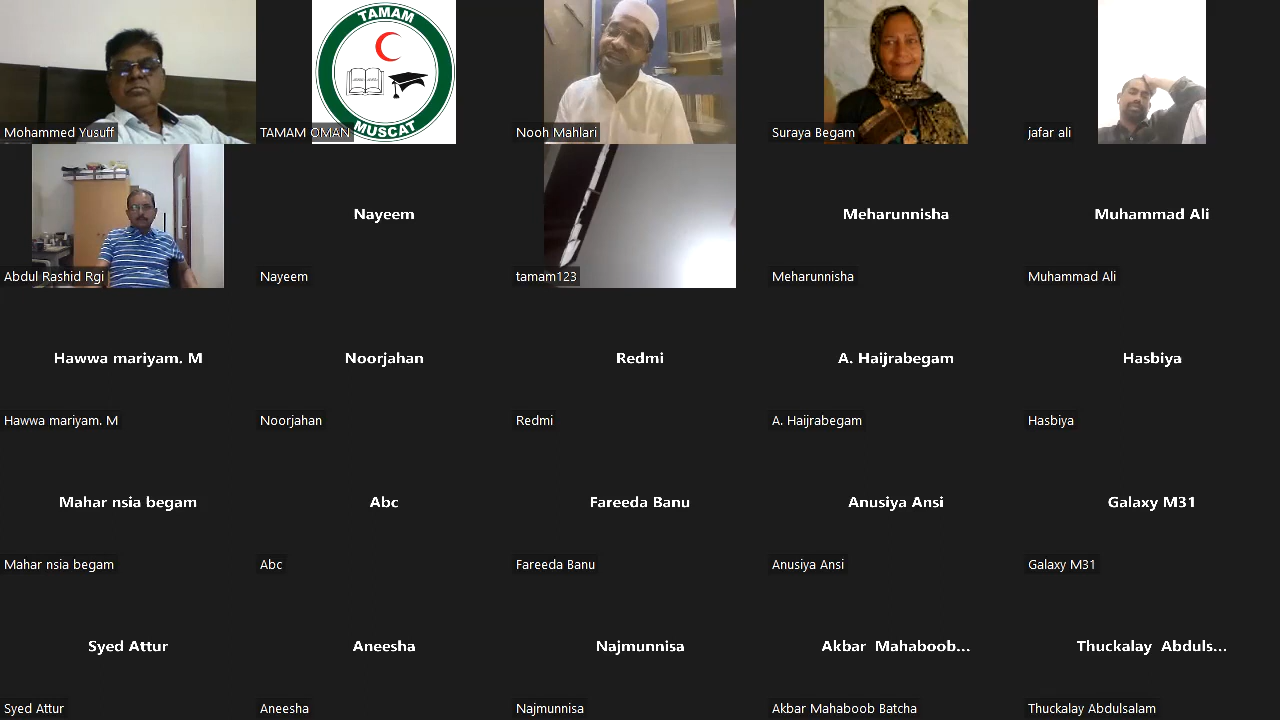 TAMAM
MUSCAT
Mohammed Yusuff
TAMAM OMAN
Nooh Mahlari
Suraya Begam
jafar ali
Nayeem
Meharunnisha
Muhammad Ali
Abdul Rashid Rgi
Nayeem
tamam123
Meharunnisha
Muhammad Ali
Hawwa mariyam. M
Noorjahan
Redmi
A. Haijrabegam
Hasbiya
Hawwa mariyam. M
Noorjahan
Redmi
A. Haijrabegam
Hasbiya
Mahar nsia begam
Abc
Fareeda Banu
Anusiya Ansi
Galaxy M31
Mahar nsia begam
Abc
Fareeda Banu
Anusiya Ansi
Galaxy M31
Syed Attur
Aneesha
Najmunnisa
Akbar Mahaboob...
Thuckalay Abduls...
Syed Attur
Aneesha
Najmunnisa
Akbar Mahaboob Batcha
Thuckalay Abdulsalam